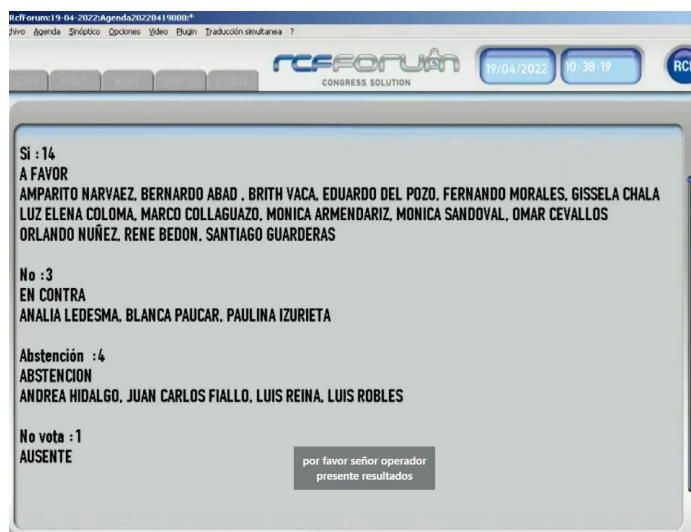 RcfForum:19-04-2022:Agenda20220419000:*
hivo Agenda Sinóptico Opciones Video Plugin Traducción simultanea ?
rcfforum
CONGRESS SOLUTION
19/04/2022 10:38:19 RCF
Si : 14
A FAVOR
AMPARITO NARVAEZ, BERNARDO ABAD , BRITH VACA, EDUARDO DEL POZO, FERNANDO MORALES, GISSELA CHALA
LUZ ELENA COLOMA, MARCO COLLAGUAZO, MONICA ARMENDARIZ, MONICA SANDOVAL, OMAR CEVALLOS
ORLANDO NUÑEZ, RENE BEDON, SANTIAGO GUARDERAS
No :3
EN CONTRA
ANALIA LEDESMA, BLANCA PAUCAR, PAULINA IZURIETA
Abstención :4
ABSTENCION
ANDREA HIDALGO, JUAN CARLOS FIALLO, LUIS REINA, LUIS ROBLES
No vota : 1
AUSENTE
por favor señor operador
presente resultados